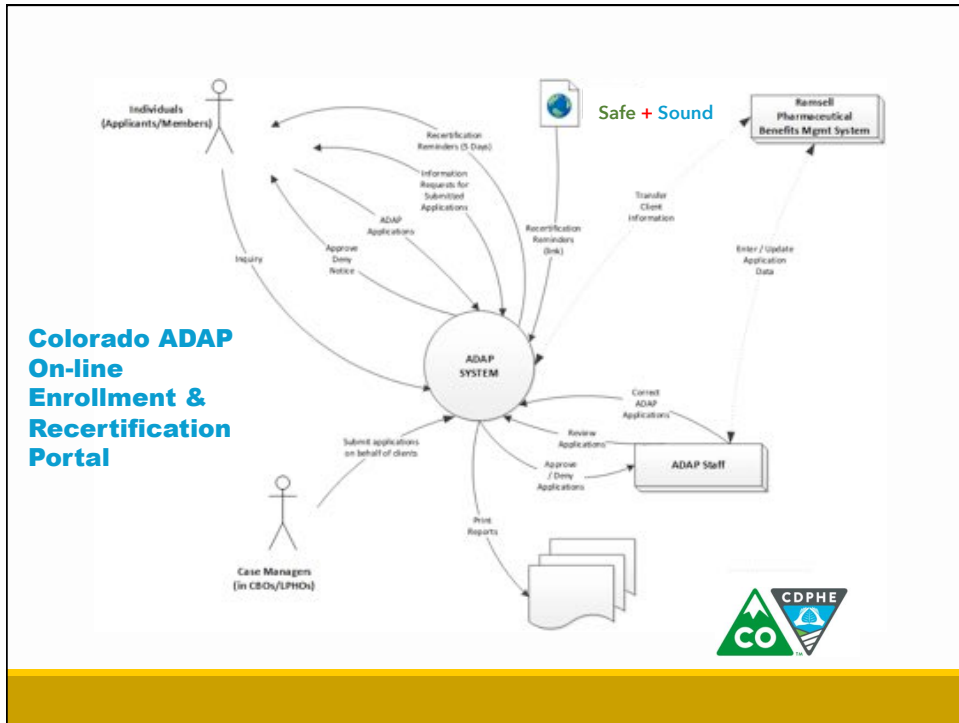 Individuals
(Applicants/Members)
Safe + Sound
Ramsell
Pharmaceutical
Benefits Mgmt System
Recertification
Reminders (5 Days)
Information
Requests for
Submitted
Applications
ADAP
Applications
Approve
Deny
Notice
Inquiry
Recertification
Reminders
(link)
Transfer
Client
Information
Enter / Update
Application
Data
Colorado ADAP
On-line
Enrollment &
Recertification
Portal
ADAP
SYSTEM
Correct
ADAP
Applications
Review
Applications
Approve
/ Deny
Applications
ADAP Staff
Submit applications
on behalf of clients
Print
Reports
Case Managers
(in CBOs/LPHOs)
CO
CDPHE
TM